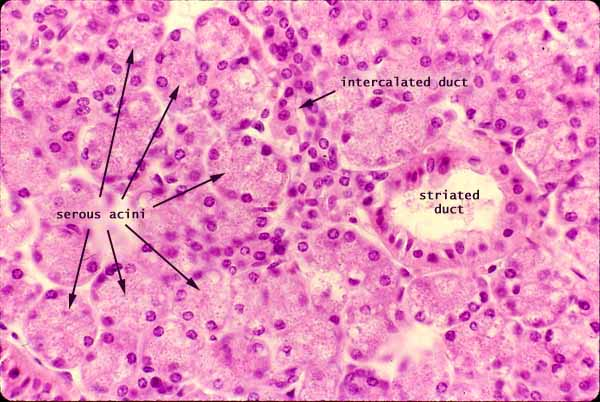 intercalated duct
striated
duct
serous acini